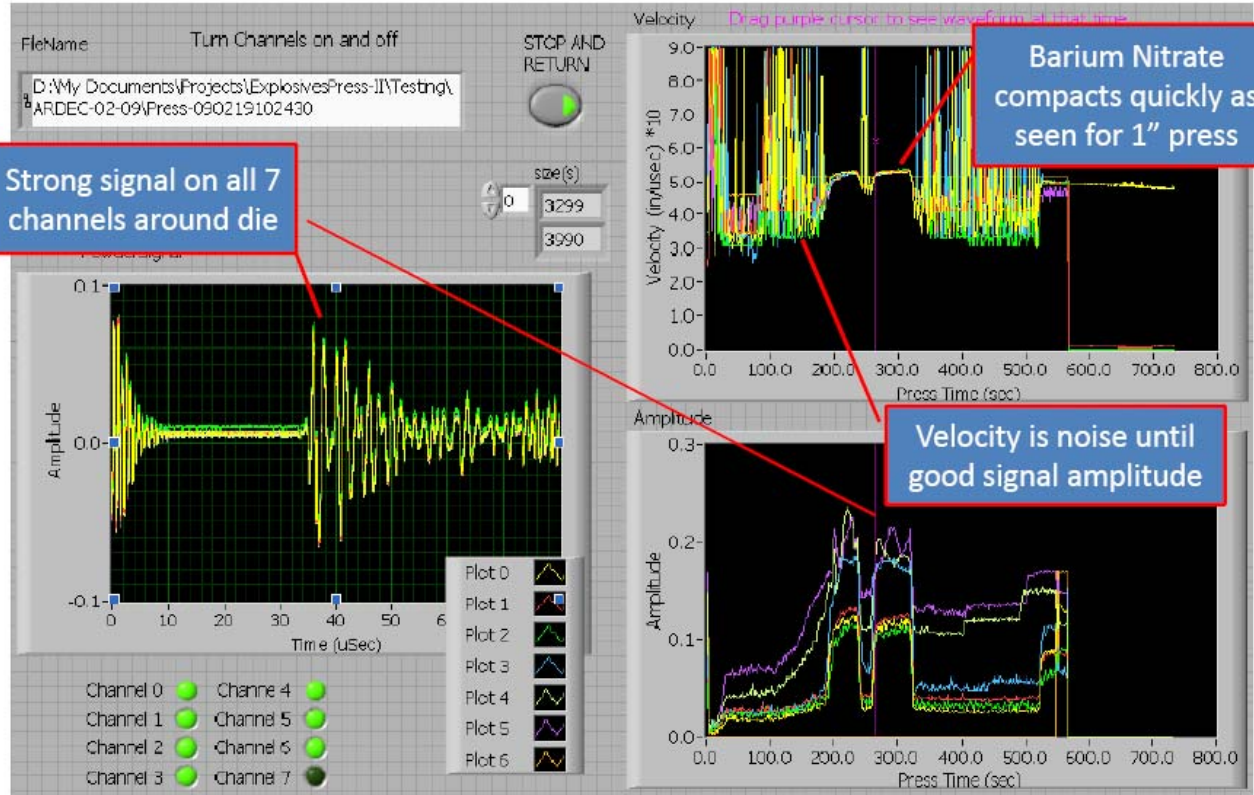 FileName
Turn Channels on and off
STOP AND
RETURN
D:\My Documents\Projects\ExplosivesPress-II\Testing\
ARDEC-02-09\Press-090219102430
size(s)
0
3299
3990
Strong signal on all 7
channels around die
Amplitude
0.1-
0.0-
-0.1-
0
10
20
30
40
50
6
Time (uSec)
Plot 0
Plot 1
Plot 2
Plot 3
Plot 4
Plot 5
Plot 6
Channel 0
Channe 4
Channel 1
Channel 5
Channel 2
Channel 6
Channel 3
Channel 7
Velocity
Drag purple cursor to see waveform at that time
Barium Nitrate
compacts quickly as
seen for 1” press
Velocity (in/usec) *10
9.0-
8.0-
7.0-
6.0-
5.0-
4.0-
3.0-
2.0-
1.0-
0.0-
0.0
100.0
200.0
300.0
400.0
500.0
600.0
700.0
800.0
Press Time (sec)
Amplitude
Velocity is noise until
good signal amplitude
Amplitude
0.3-
0.2-
0.1-
0.0-
0.0
100.0
200.0
300.0
400.0
500.0
600.0
700.0
800.0
Press Time (sec)